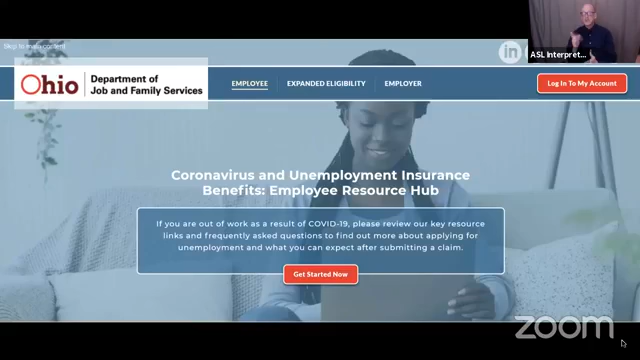 Skip to main content
in
ASL Interpret...
Ohio
Department of
Job and Family Services
EMPLOYEE
EXPANDED ELIGIBILITY
EMPLOYER
Log In To My Account
Coronavirus and Unemployment Insurance
Benefits: Employee Resource Hub
If you are out of work as a result of COVID-19, please review our key resource
links and frequently asked questions to find out more about applying for
unemployment and what you can expect after submitting a claim.
Get Started Now
zoom